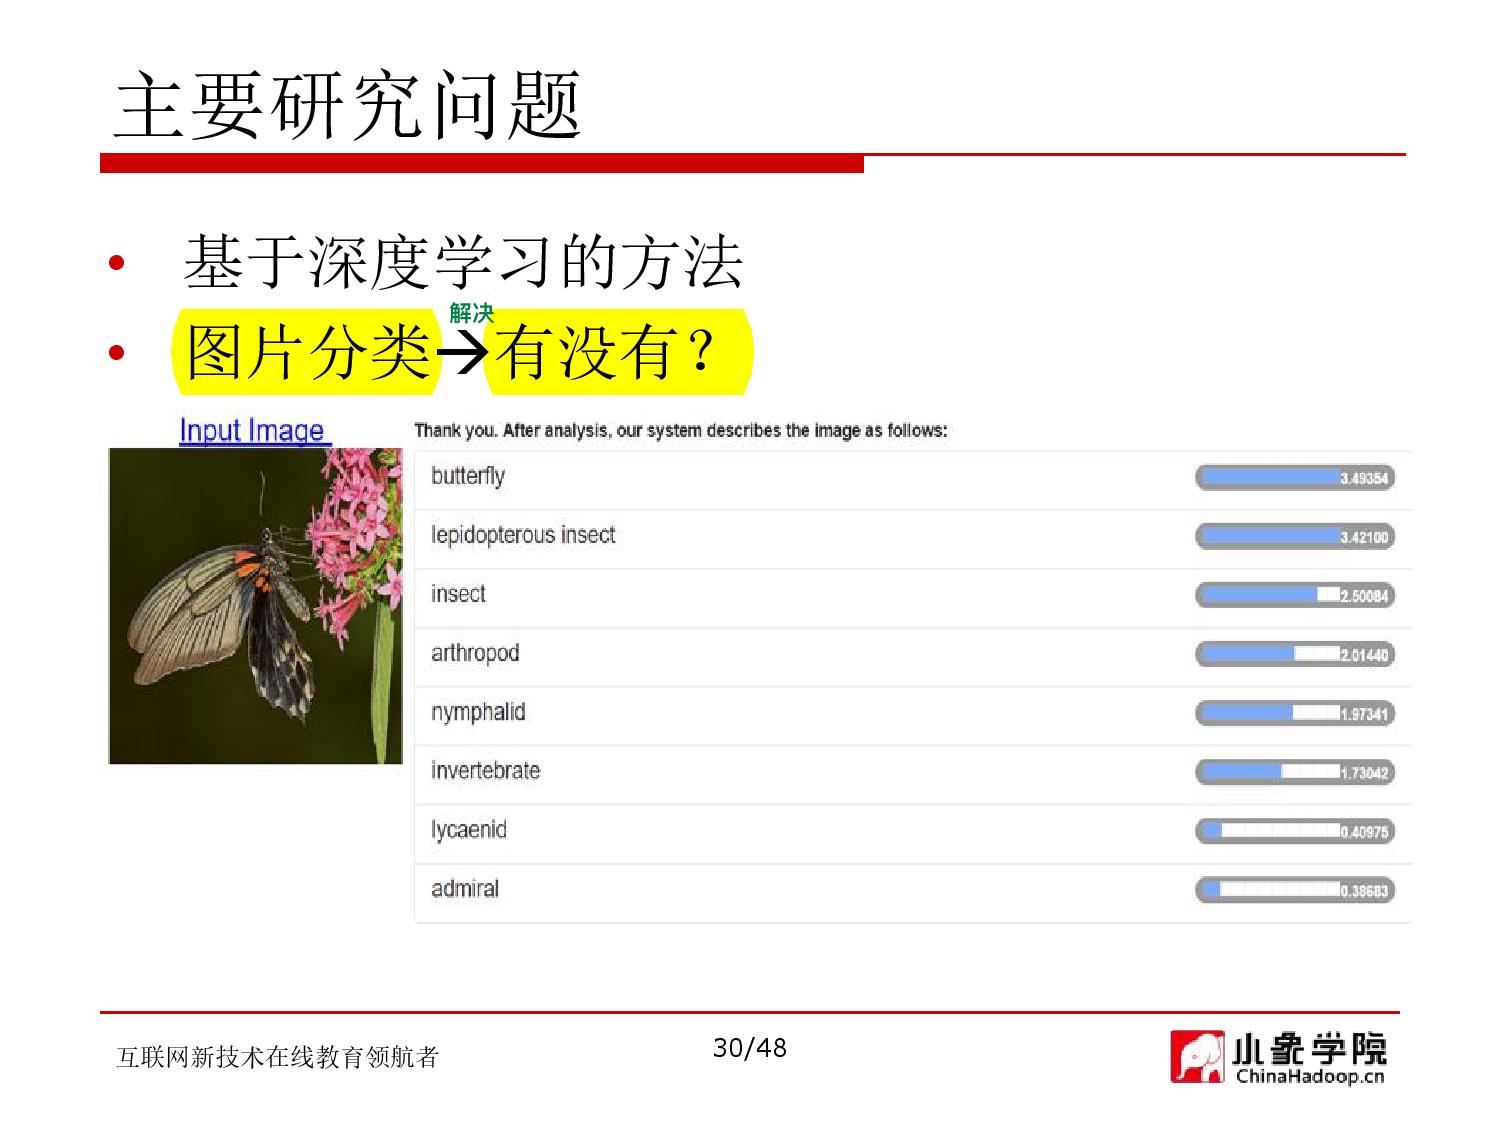 主要研究问题
• 基于深度学习的方法
解决
• 图片分类→有没有？
Input Image
Thank you. After analysis, our system describes the image as follows:
butterfly 3.49354
lepidopterous insect 3.42100
insect 2.50084
arthropod 2.01440
nymphalid 1.97341
invertebrate 1.73042
lycaenid 0.40975
admiral 0.38683
互联网新技术在线教育领航者
30/48
小象学院
ChinaHadoop.cn